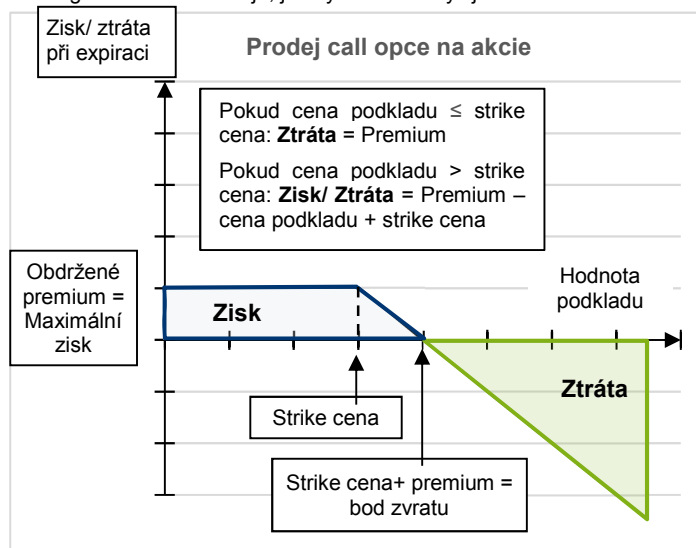 Zisk/ ztráta
při expiraci
Prodej call opce na akcie
Pokud cena podkladu ≤ strike
cena: Ztráta = Premium
Pokud cena podkladu > strike
cena: Zisk/ Ztráta = Premium –
cena podkladu + strike cena
Obdržené
premium =
Maximální
zisk
Zisk
Hodnota
podkladu
Ztráta
Strike cena
Strike cena+ premium =
bod zvratu